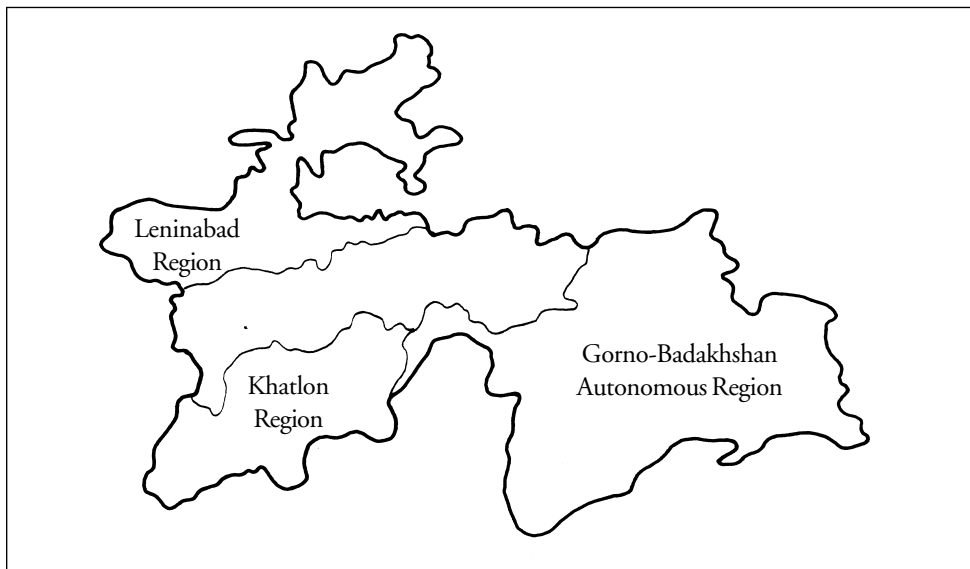 Leninabad
Region
Gorno-Badakhshan
Autonomous Region
Khatlon
Region